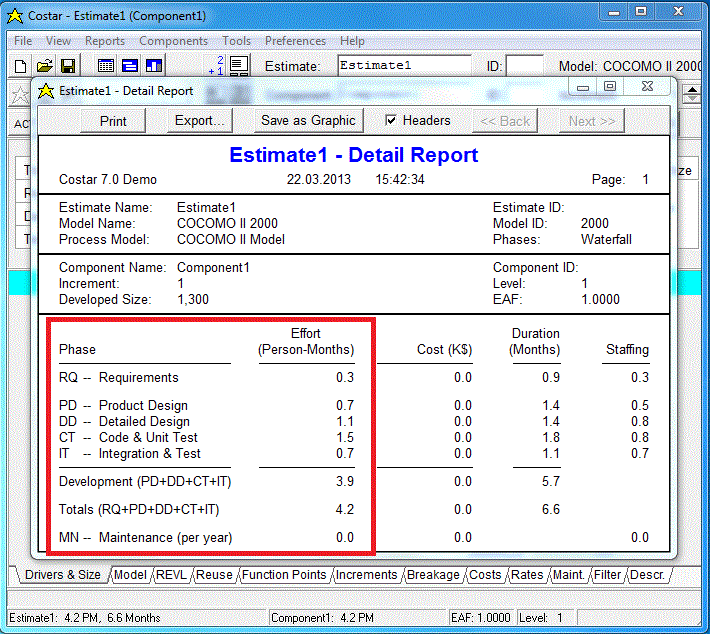 Costar - Estimate1 (Component1)
File View Reports Components Tools Preferences Help
2 +1 Estimate: Estimate1 ID: Model: COCOMO II 2000
Estimate1 - Detail Report
Print Export... Save as Graphic Headers << Back Next >>
Estimate1 - Detail Report
Costar 7.0 Demo 22.03.2013 15:42:34 Page: 1
Estimate Name: Estimate1 Estimate ID:
Model Name: COCOMO II 2000 Model ID: 2000
Process Model: COCOMO II Model Phases: Waterfall
Component Name: Component1 Component ID:
Increment: 1 Level: 1
Developed Size: 1,300 EAF: 1.0000
Effort Duration
Phase (Person-Months) Cost (K$) (Months) Staffing
RQ -- Requirements 0.3 0.0 0.9 0.3
PD -- Product Design 0.7 0.0 1.4 0.5
DD -- Detailed Design 1.1 0.0 1.4 0.8
CT -- Code & Unit Test 1.5 0.0 1.8 0.8
IT -- Integration & Test 0.7 0.0 1.1 0.7
Development (PD+DD+CT+IT) 3.9 0.0 5.7
Totals (RQ+PD+DD+CT+IT) 4.2 0.0 6.6
MN -- Maintenance (per year) 0.0 0.0 0.0
Drivers & Size Model REVL Reuse Function Points Increments Breakage Costs Rates Maint. Filter Descr.
Estimate1: 4.2 PM, 6.6 Months Component1: 4.2 PM EAF: 1.0000 Level: 1